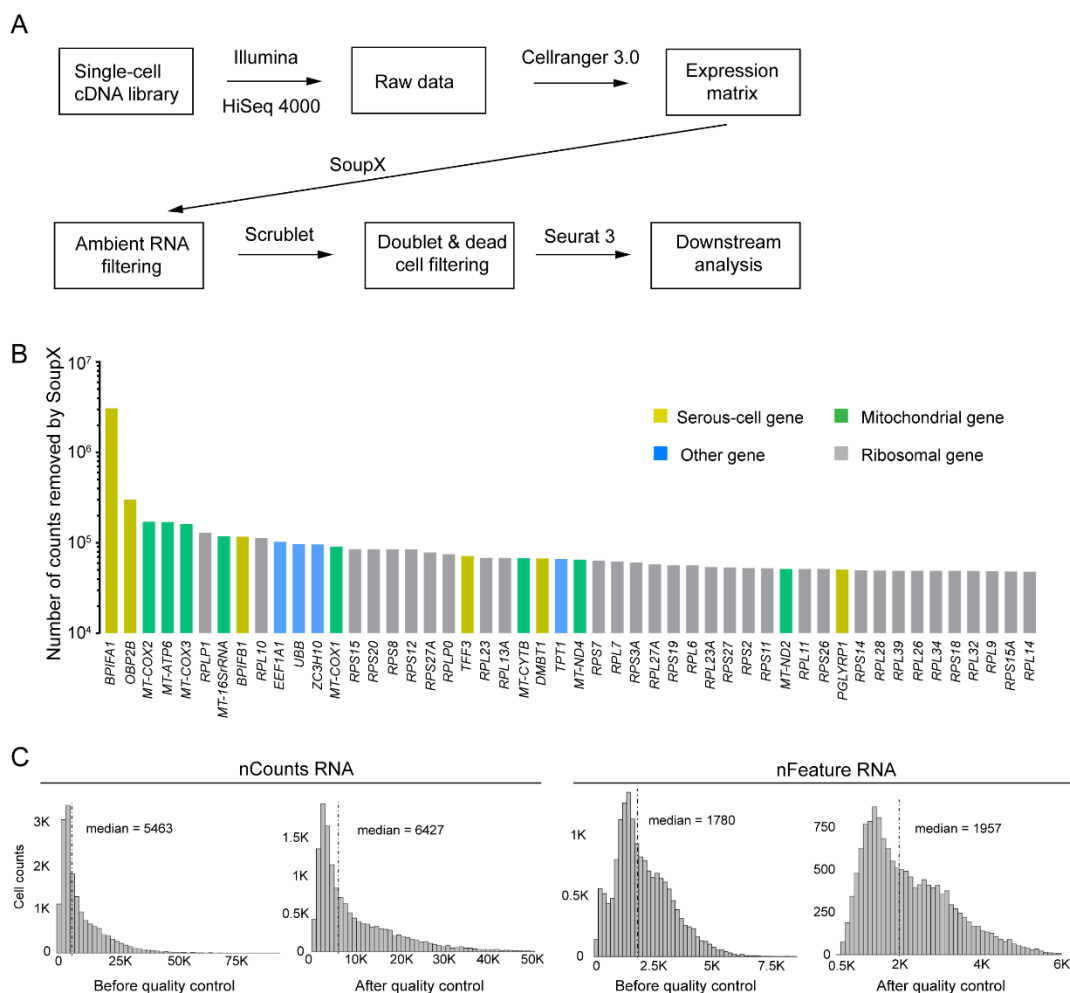 A
Single-cell
cDNA library
Illumina
HiSeq 4000
Raw data
Cellranger 3.0
Expression
matrix
SoupX
Ambient RNA
filtering
Scrublet
Doublet & dead
cell filtering
Seurat 3
Downstream
analysis
B
Number of counts removed by SoupX
10^7
10^6
10^5
10^4
Serous-cell gene
Mitochondrial gene
Other gene
Ribosomal gene
BPIFA1
OBP2B
MT-COX2
MT-ATP6
MT-COX3
RPLP1
MT-16SrRNA
BPIFB1
RPL10
EEF1A1
UBB
ZC3H10
MT-COX1
RPS15
RPS20
RPS8
RPS12
RPS27A
RPLP0
TFF3
RPL23
RPL13A
MT-CYTB
DMBT1
TPT1
MT-ND4
RPS7
RPL7
RPS3A
RPL27A
RPS19
RPL6
RPL23A
RPS27
RPS2
RPS11
MT-ND2
RPL11
RPS26
PGLYRP1
RPS14
RPL28
RPL39
RPL26
RPL34
RPS18
RPL32
RPL9
RPS15A
RPL14
C
nCounts RNA
nFeature RNA
Cell counts
3K
2K
1K
0
median = 5463
0 25K 50K 75K
Before quality control
1.5K
1K
0.5K
0.0
median = 6427
0 10K 20K 30K 40K 50K
After quality control
1K
0.5K
0
median = 1780
0 2.5K 5K 7.5K
Before quality control
750
500
250
0
median = 1957
0.5K 2K 4K 6K
After quality control